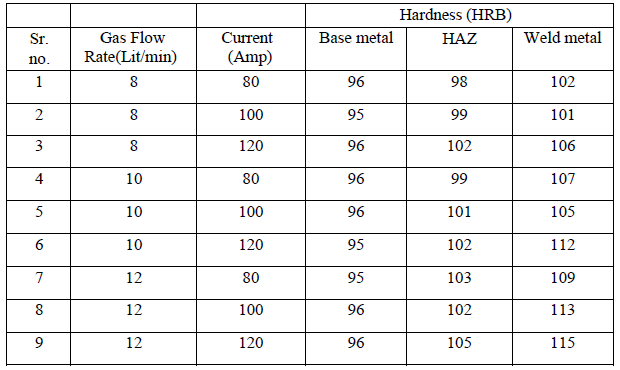 Hardness (HRB)
Sr. no. Gas Flow Rate(Lit/min) Current (Amp) Base metal HAZ Weld metal
1 8 80 96 98 102
2 8 100 95 99 101
3 8 120 96 102 106
4 10 80 96 99 107
5 10 100 96 101 105
6 10 120 95 102 112
7 12 80 95 103 109
8 12 100 96 102 113
9 12 120 96 105 115